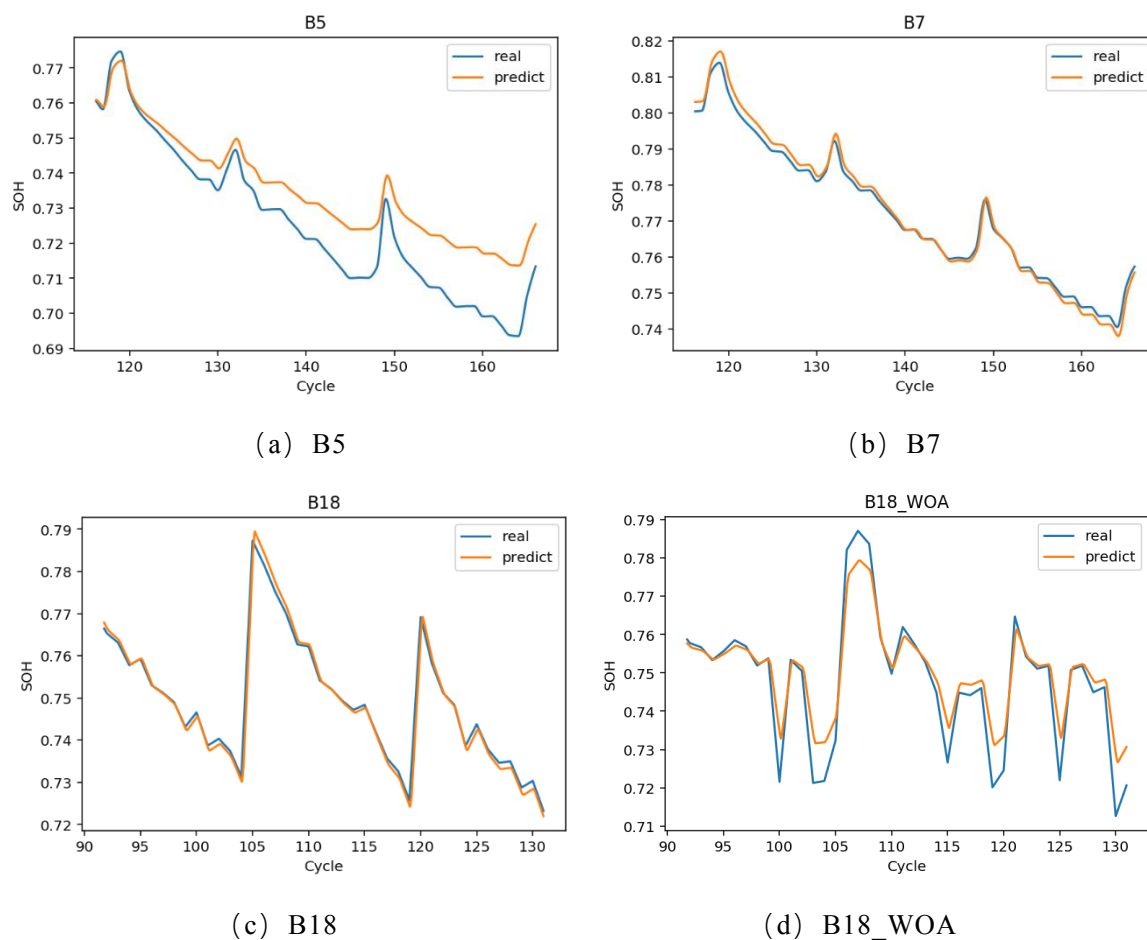 B5
real
predict
0.77
0.76
0.75
0.74
0.73
0.72
0.71
0.70
0.69
SOH
120
130
140
150
160
Cycle
(a) B5
B7
real
predict
0.82
0.81
0.80
0.79
0.78
0.77
0.76
0.75
0.74
SOH
120
130
140
150
160
Cycle
(b) B7
B18
real
predict
0.79
0.78
0.77
0.76
0.75
0.74
0.73
0.72
SOH
90
95
100
105
110
115
120
125
130
Cycle
(c) B18
B18_WOA
real
predict
0.79
0.78
0.77
0.76
0.75
0.74
0.73
0.72
0.71
SOH
90
95
100
105
110
115
120
125
130
Cycle
(d) B18_WOA